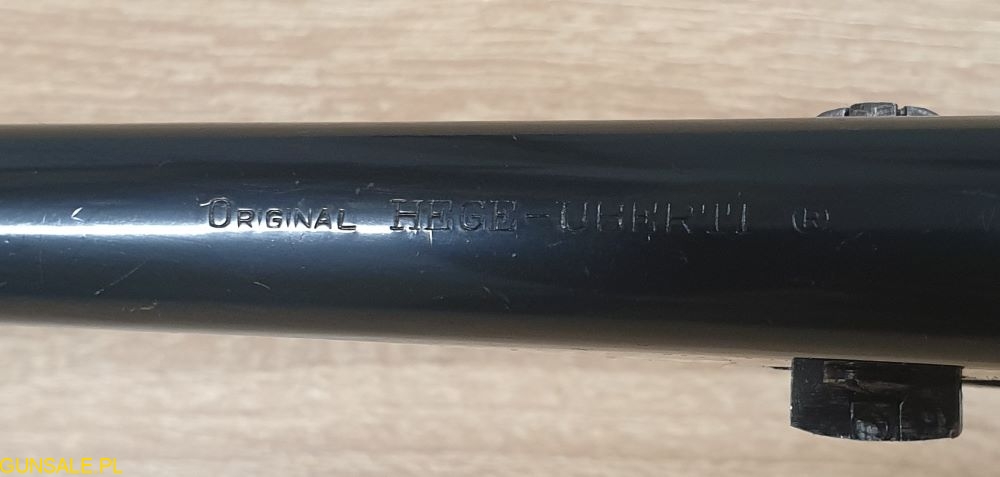 ORIGINAL HEGE-UBERTI ®
GUNSALE.PL